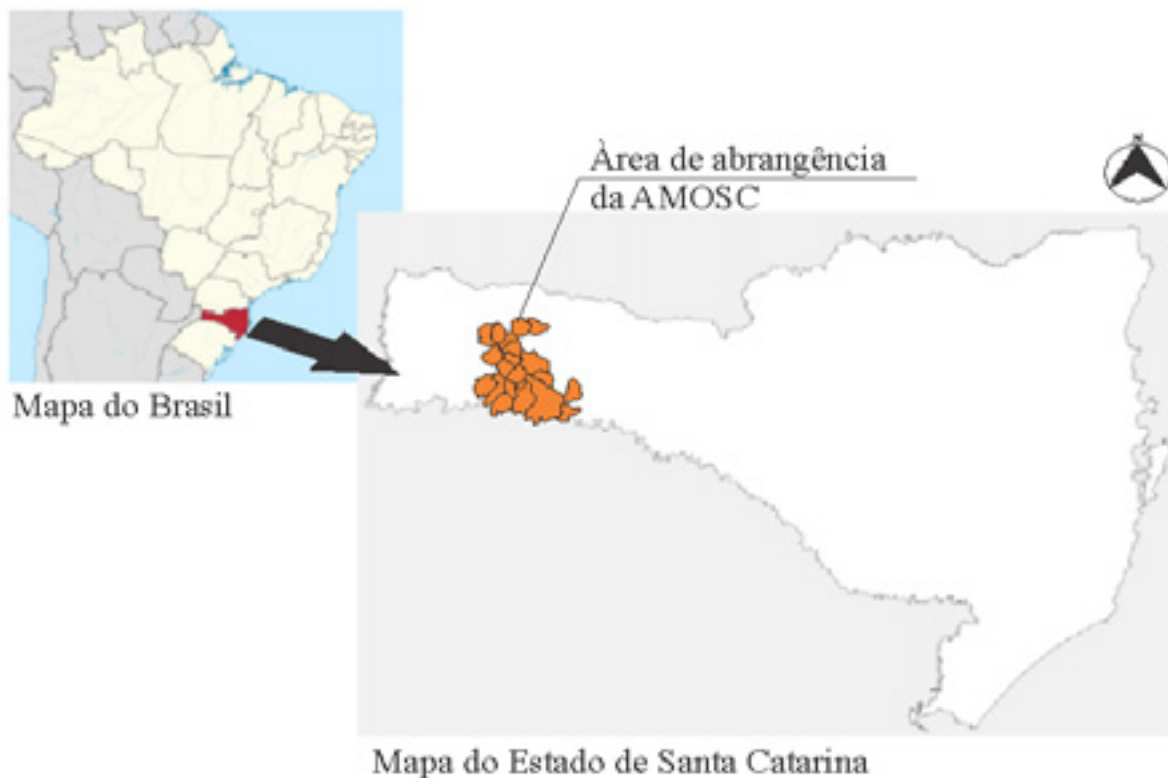 Àrea de abrangência
da AMOSC
N
Mapa do Brasil
Mapa do Estado de Santa Catarina